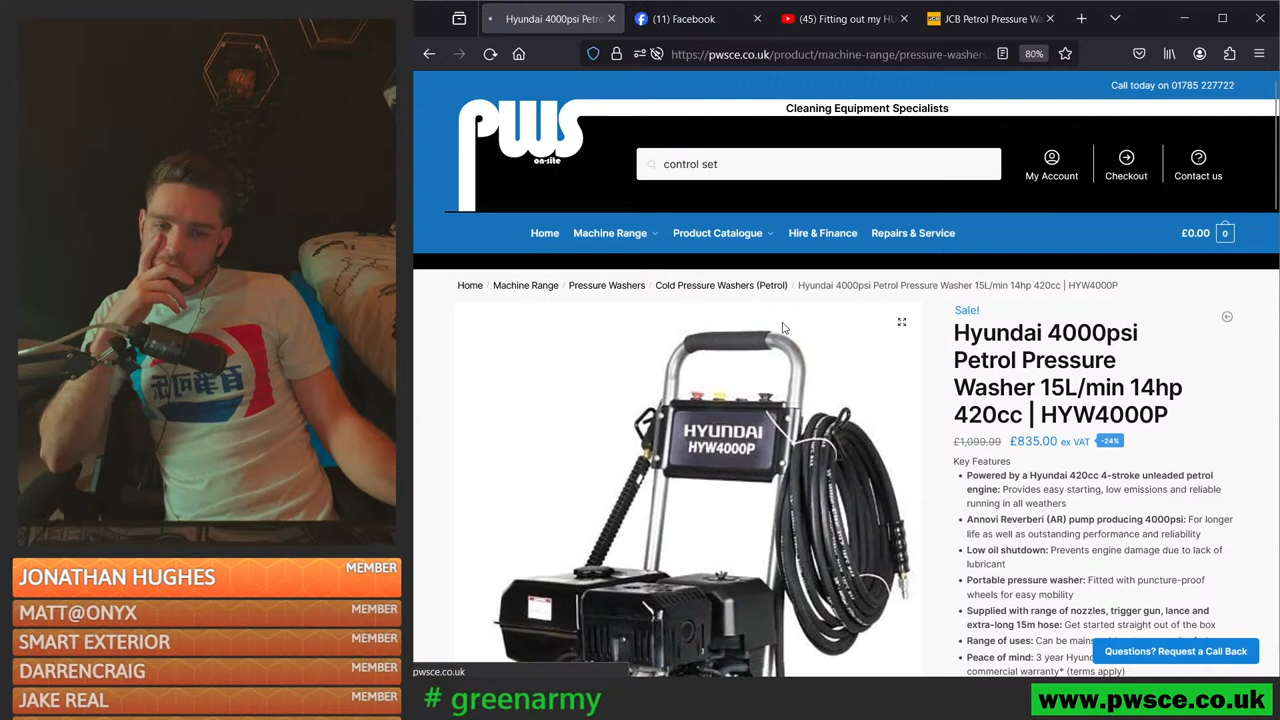 Hyundai 4000psi Petro
(11) Facebook
(45) Fitting out my HU
JCB Petrol Pressure Wa
https://pwsce.co.uk/product/machine-range/pressure-washers
80%
Call today on 01785 227722
Cleaning Equipment Specialists
pws
on-site
control set
My Account
Checkout
Contact us
Home
Machine Range
Product Catalogue
Hire & Finance
Repairs & Service
£0.00
0
Home / Machine Range / Pressure Washers / Cold Pressure Washers (Petrol) / Hyundai 4000psi Petrol Pressure Washer 15L/min 14hp 420cc | HYW4000P
HYUNDAI
HYW4000P
Sale!
Hyundai 4000psi
Petrol Pressure
Washer 15L/min 14hp
420cc | HYW4000P
£1,099.99 £835.00 ex VAT -24%
Key Features
Powered by a Hyundai 420cc 4-stroke unleaded petrol
engine: Provides easy starting, low emissions and reliable
running in all weathers
Annovi Reverberi (AR) pump producing 4000psi: For longer
life as well as outstanding performance and reliability
Low oil shutdown: Prevents engine damage due to lack of
lubricant
Portable pressure washer: Fitted with puncture-proof
wheels for easy mobility
Supplied with range of nozzles, trigger gun, lance and
extra-long 15m hose: Get started straight out of the box
Range of uses: Can be mains
Peace of mind: 3 year Hyund
commercial warranty* (terms apply)
Questions? Request a Call Back
pwsce.co.uk
JONATHAN HUGHES
MEMBER
MATT@ONYX
MEMBER
SMART EXTERIOR
MEMBER
DARRENCRAIG
MEMBER
JAKE REAL
MEMBER
# greenarmy
www.pwsce.co.uk